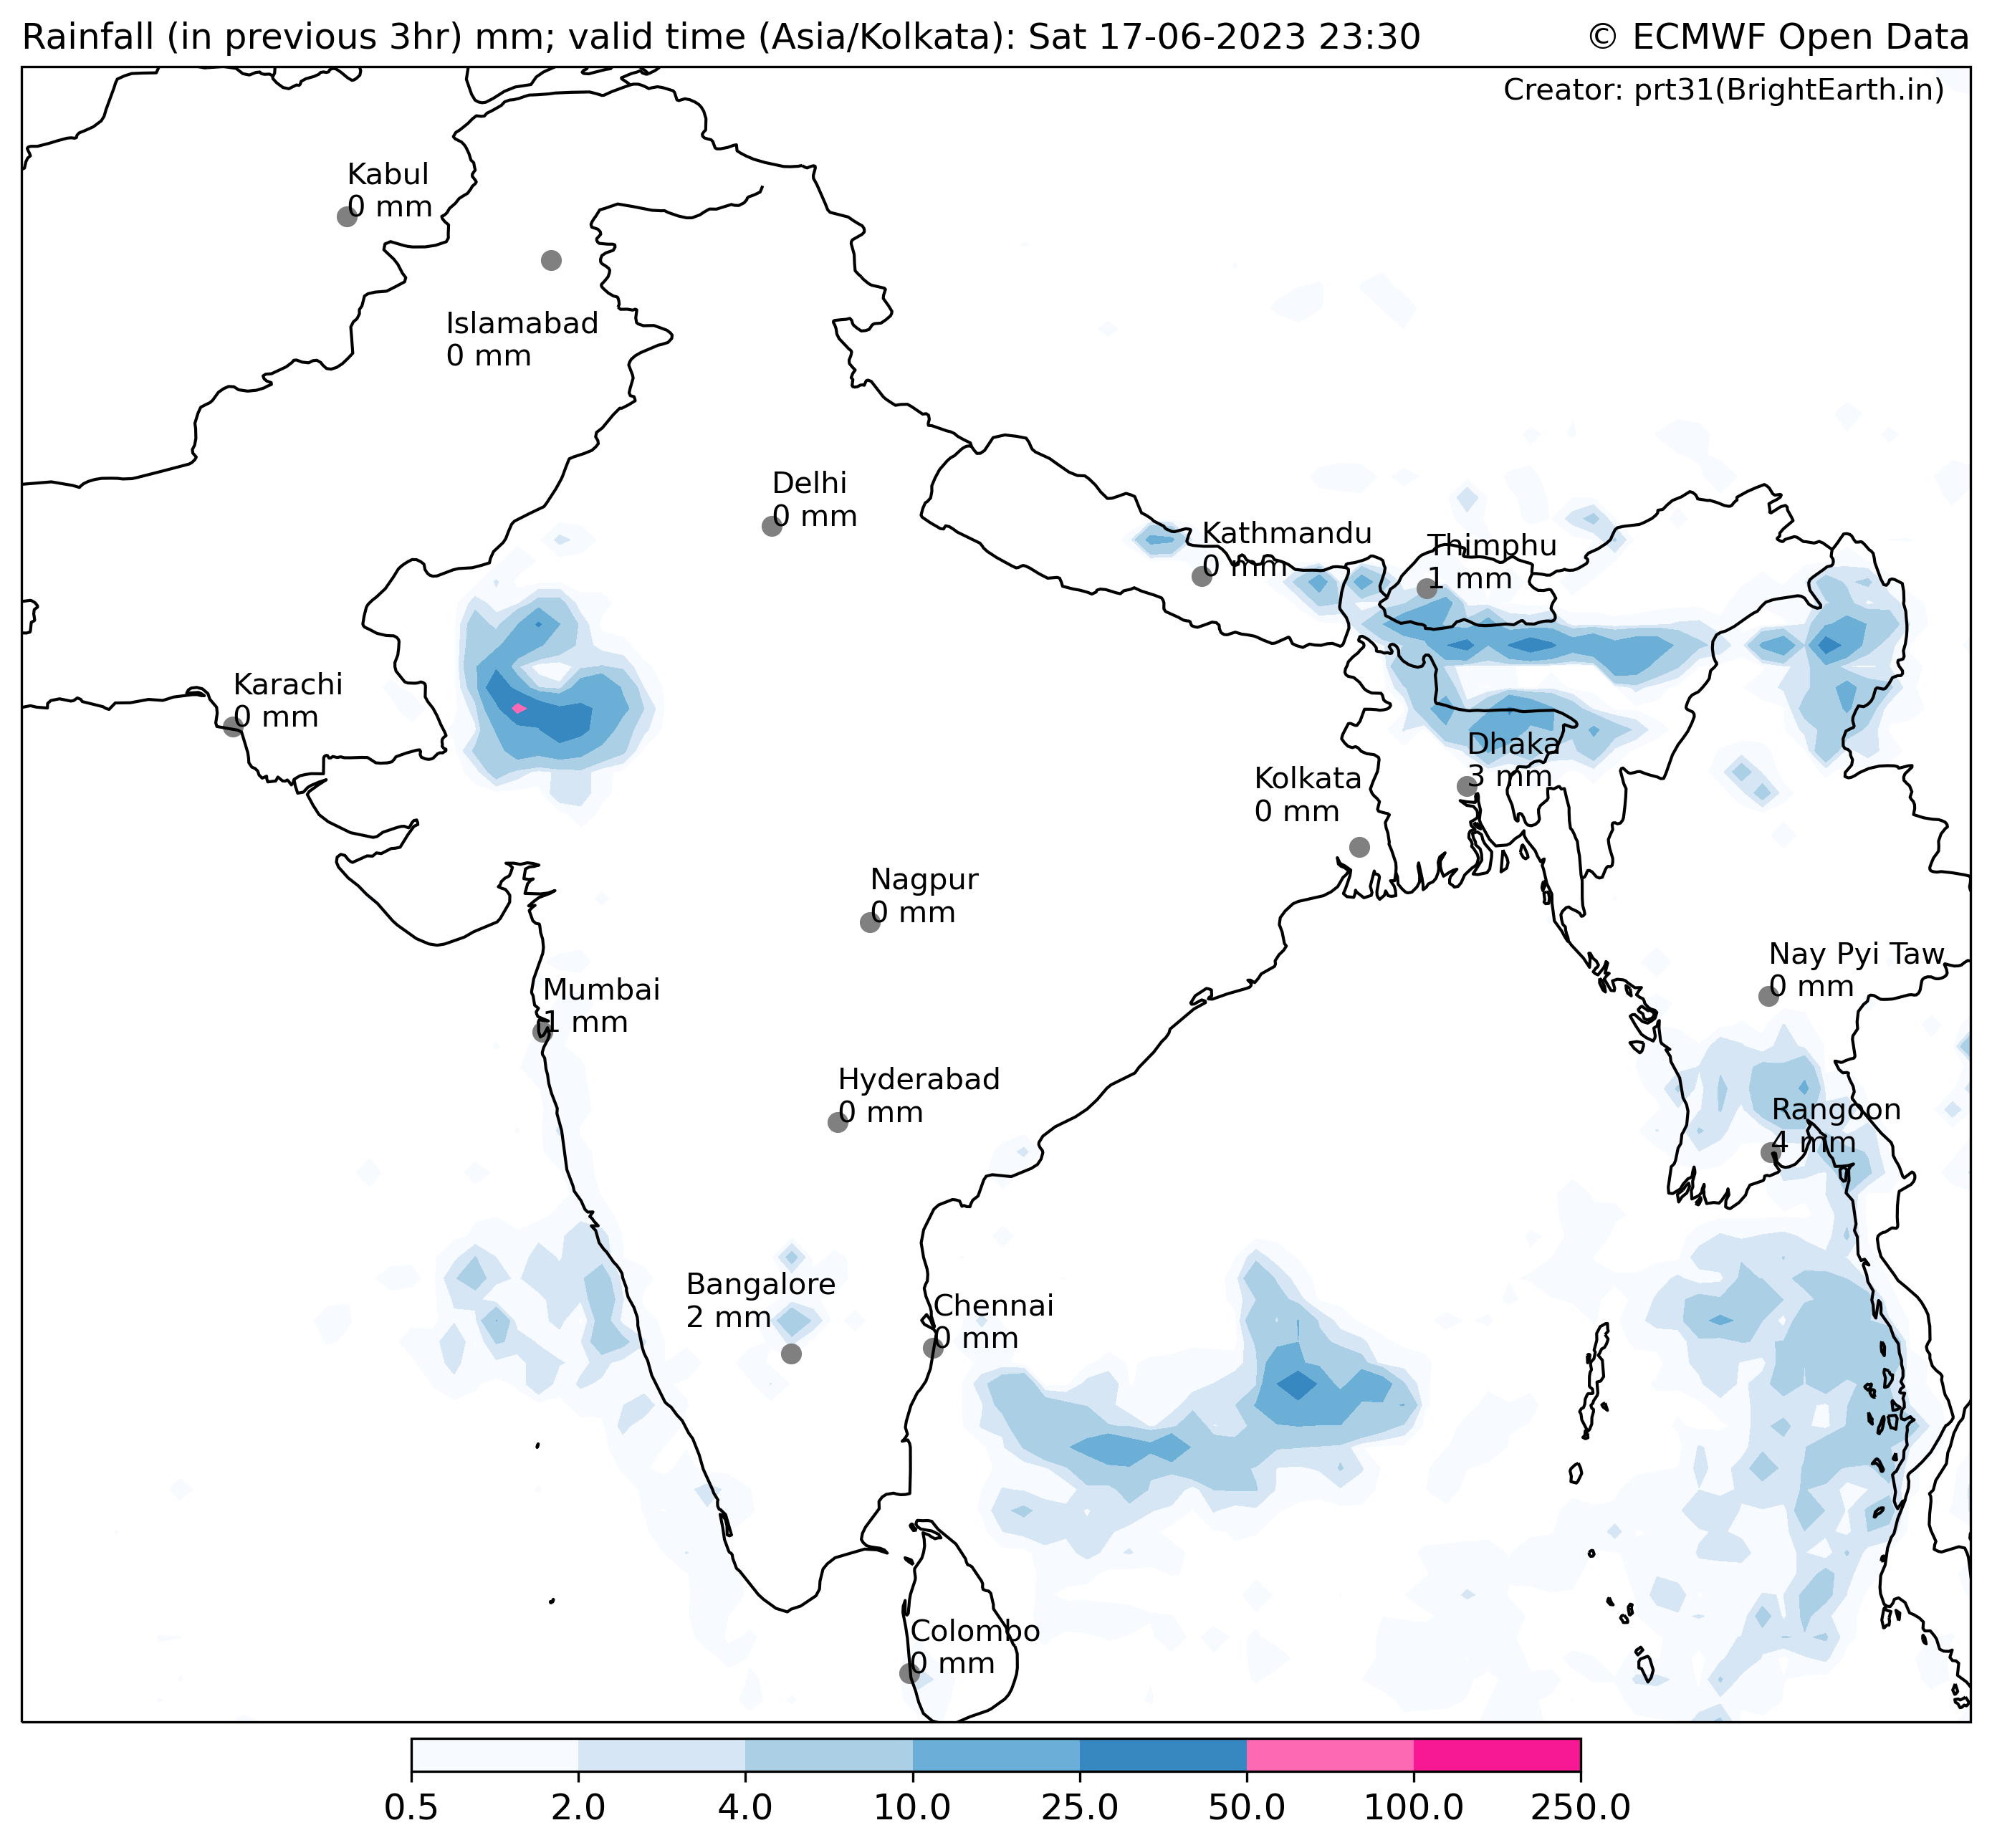 Rainfall (in previous 3hr) mm; valid time (Asia/Kolkata): Sat 17-06-2023 23:30
© ECMWF Open Data
Creator: prt31(BrightEarth.in)
Kabul
0 mm
Islamabad
0 mm
Delhi
0 mm
Kathmandu
0 mm
Thimphu
1 mm
Karachi
0 mm
Dhaka
3 mm
Kolkata
0 mm
Nagpur
0 mm
Nay Pyi Taw
0 mm
Mumbai
1 mm
Hyderabad
0 mm
Rangoon
4 mm
Bangalore
2 mm
Chennai
0 mm
Colombo
0 mm
0.5 2.0 4.0 10.0 25.0 50.0 100.0 250.0